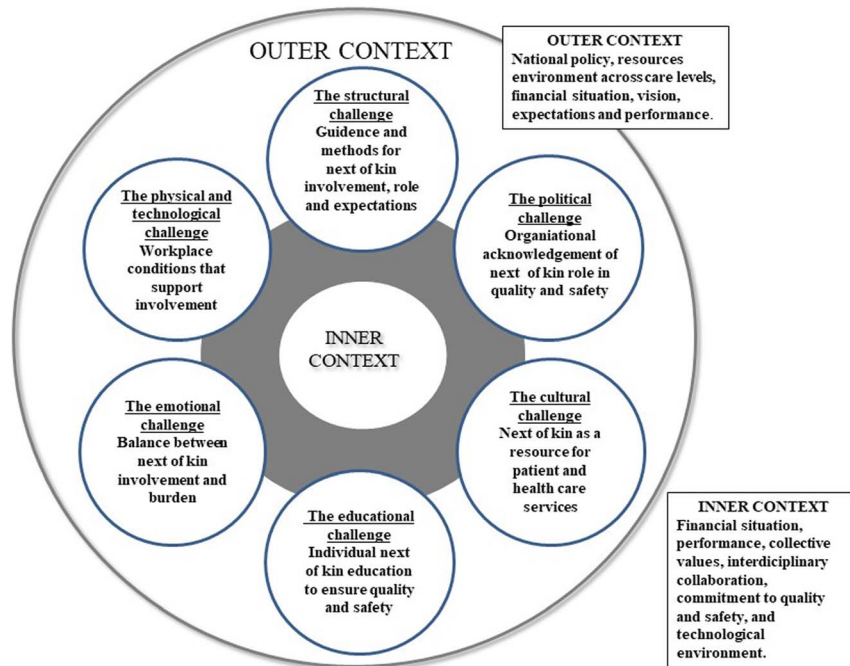 OUTER CONTEXT
OUTER CONTEXT
National policy, resources
environment across care levels,
financial situation, vision,
expectations and performance.
The structural
challenge
Guidence and
methods for
next of kin
involvement, role
and expectations
The physical and
technological
challenge
Workplace
conditions that
support
involvement
The political
challenge
Organiational
acknowledgement of
next of kin role in
quality and safety
INNER
CONTEXT
The emotional
challenge
Balance between
next of kin
involvement and
burden
The cultural
challenge
Next of kin as a
resource for
patient and
health care
services
The educational
challenge
Individual next
of kin education
to ensure quality
and safety
INNER CONTEXT
Financial situation,
performance, collective
values, interdiciplinary
collaboration,
commitment to quality
and safety, and
technological
environment.